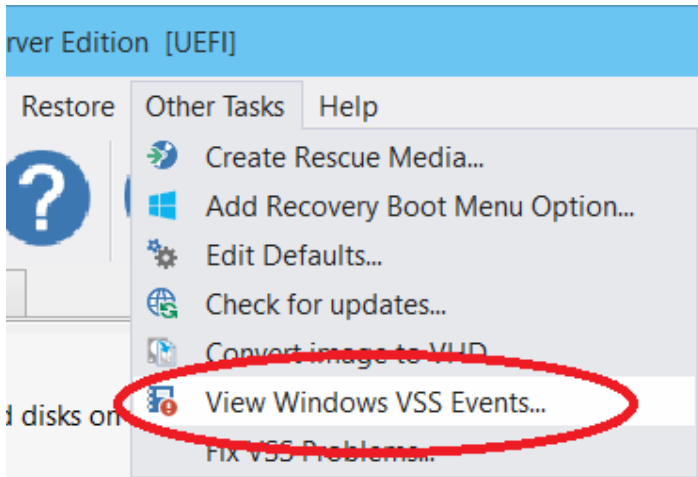 rver Edition [UEFI]
Restore Other Tasks Help
Create Rescue Media...
Add Recovery Boot Menu Option...
Edit Defaults...
Check for updates...
Convert image to VHD
d disks on
View Windows VSS Events...
Fix VSS Problems...